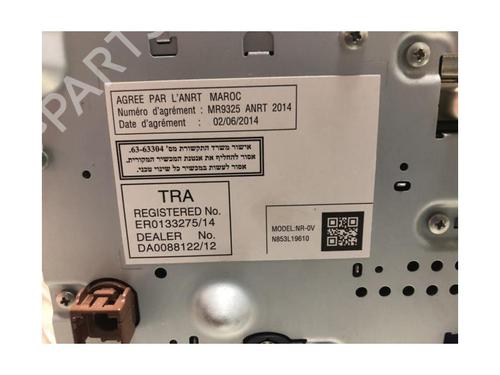 AGREE PAR L'ANRT MAROC
Numéro d'agrément : MR9325 ANRT 2014
Date d'agrément : 02/06/2014
אישור משרד התקשורת מס' 63-63304.
אסור להחליף את אנטנת המכשיר המקורית.
אסור לעשות במכשיר כל שינוי טכני.
TRA
REGISTERED No.
ER0133275/14
DEALER No.
DA0088122/12
MODEL:NR-0V
N853L19610